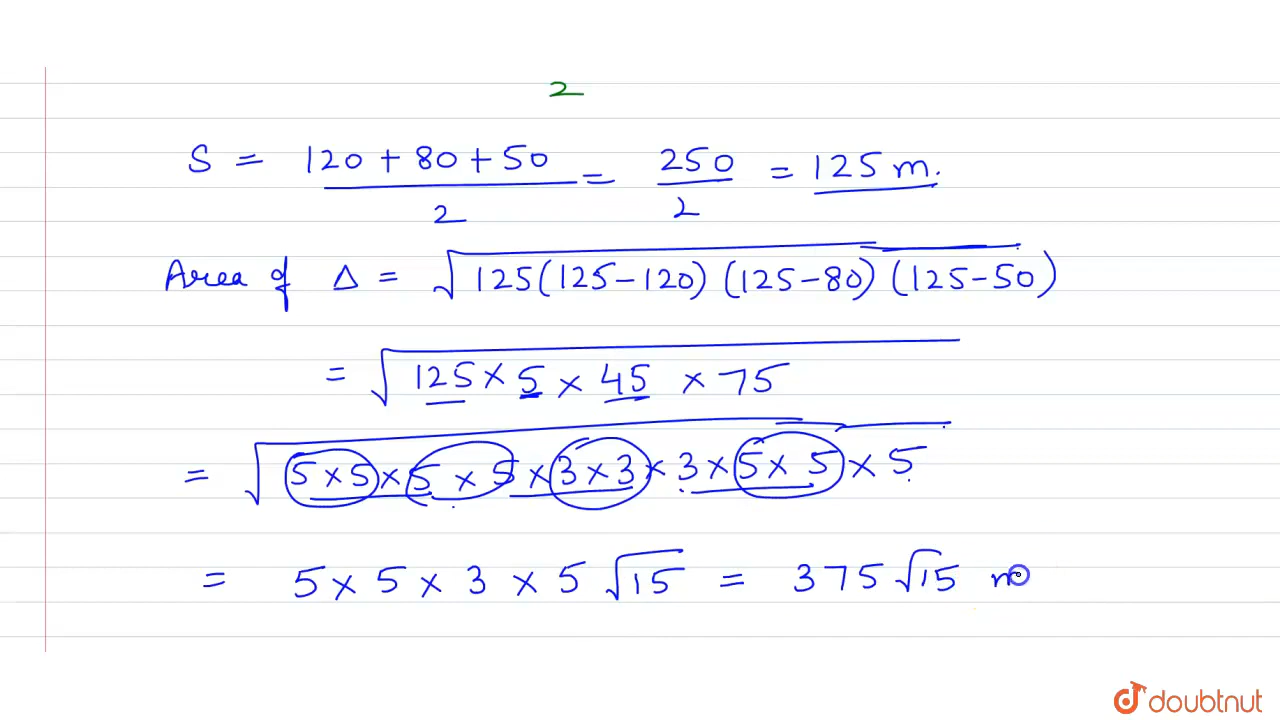 2
S = 120 + 80 + 50 / 2 = 250 / 2 = 125 m.
Area of Δ = √125(125-120) (125-80) (125-50)
= √125 × 5 × 45 × 75
= √5×5×5×5×3×3×3×5×5×5
= 5 × 5 × 3 × 5 √15 = 375 √15 m
doubtnut